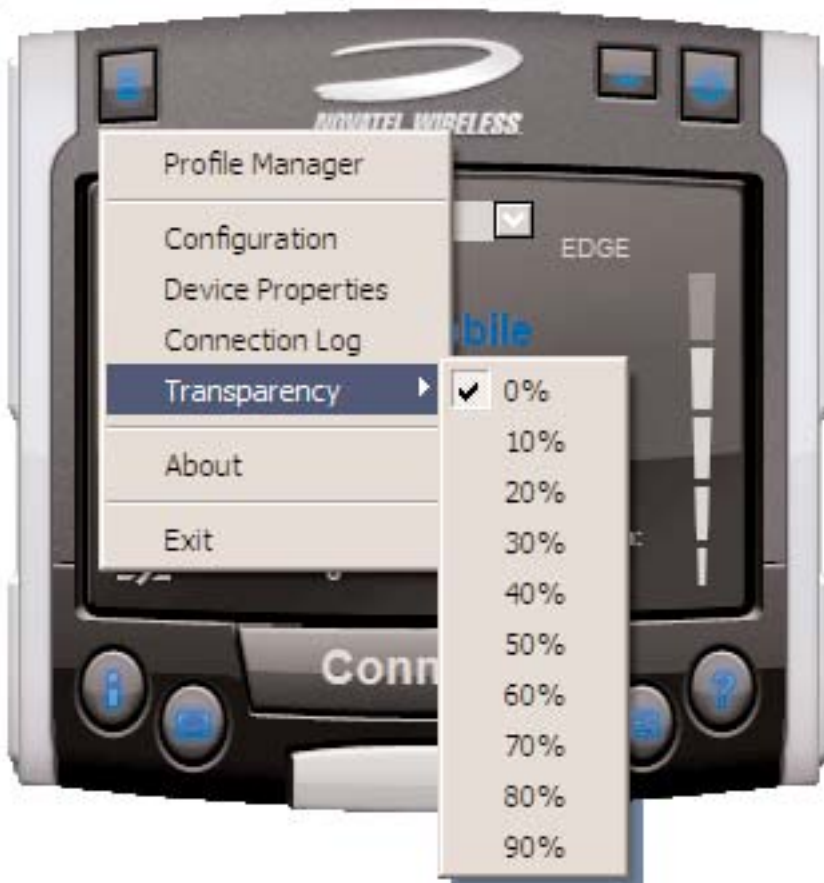 NOVATEL WIRELESS
Profile Manager
Configuration
EDGE
Device Properties
Connection Log
Transparency
0%
10%
20%
30%
40%
50%
60%
70%
80%
90%
About
Exit